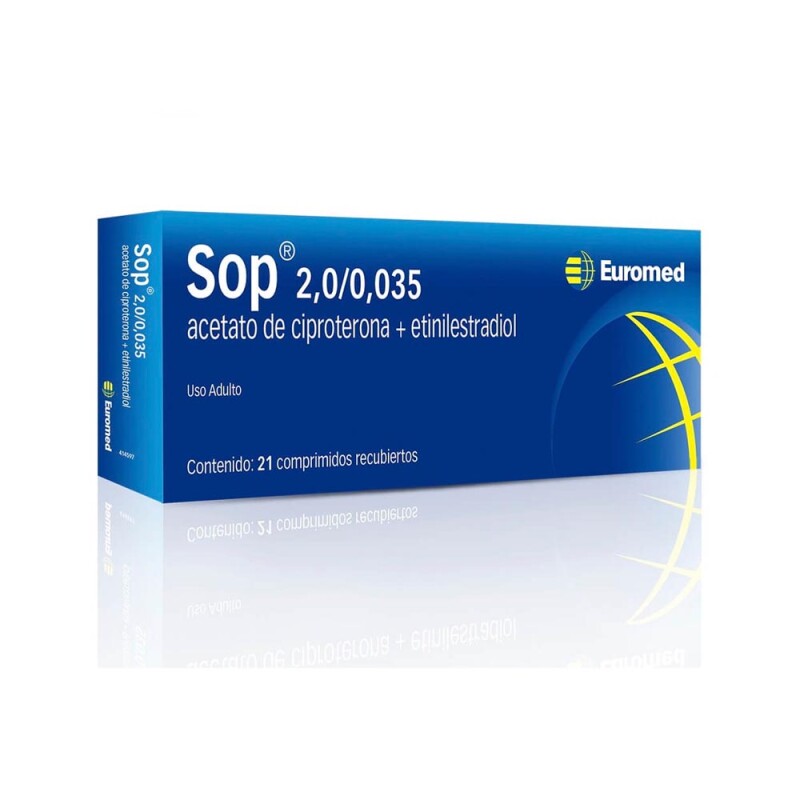 Sop® 2,0/0,035
acetato de ciproterona + etinilestradiol
Euromed
Uso Adulto
Contenido: 21 comprimidos recubiertos
Sop® 2,0/0,035
acetato de ciproterona + etinilestradiol
Euromed